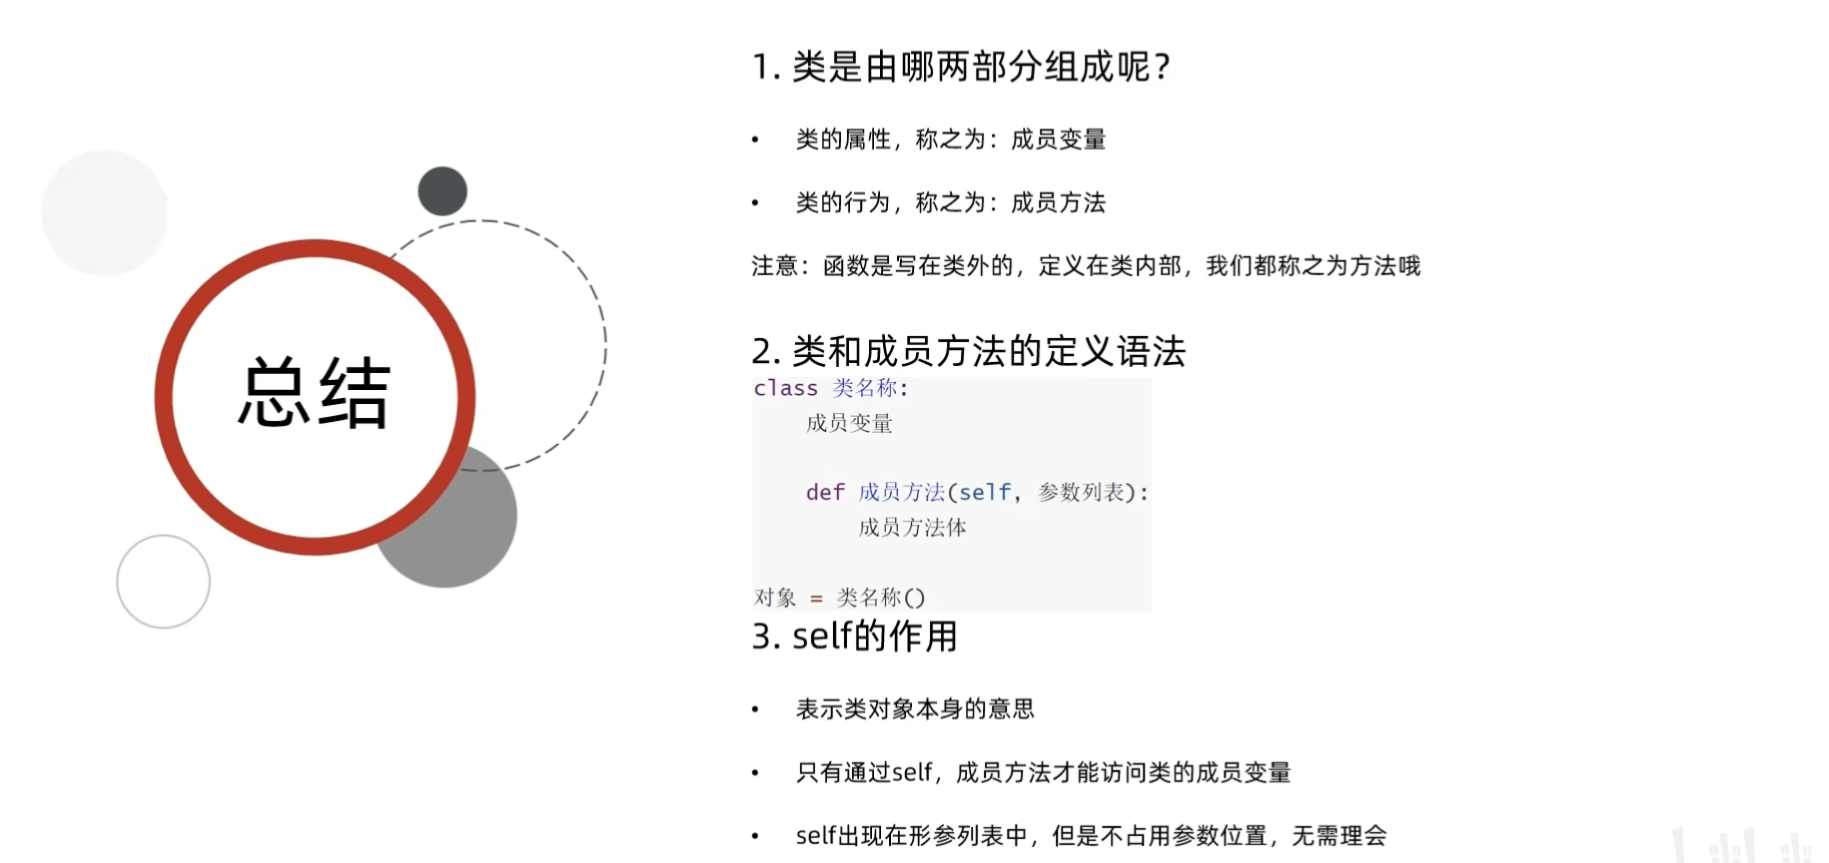 总结
1. 类是由哪两部分组成呢？
• 类的属性，称之为：成员变量
• 类的行为，称之为：成员方法
注意：函数是写在类外的，定义在类内部，我们都称之为方法哦
2. 类和成员方法的定义语法
class 类名称:
    成员变量
    def 成员方法(self, 参数列表):
        成员方法体
对象 = 类名称()
3. self的作用
• 表示类对象本身的意思
• 只有通过self，成员方法才能访问类的成员变量
• self出现在形参列表中，但是不占用参数位置，无需理会